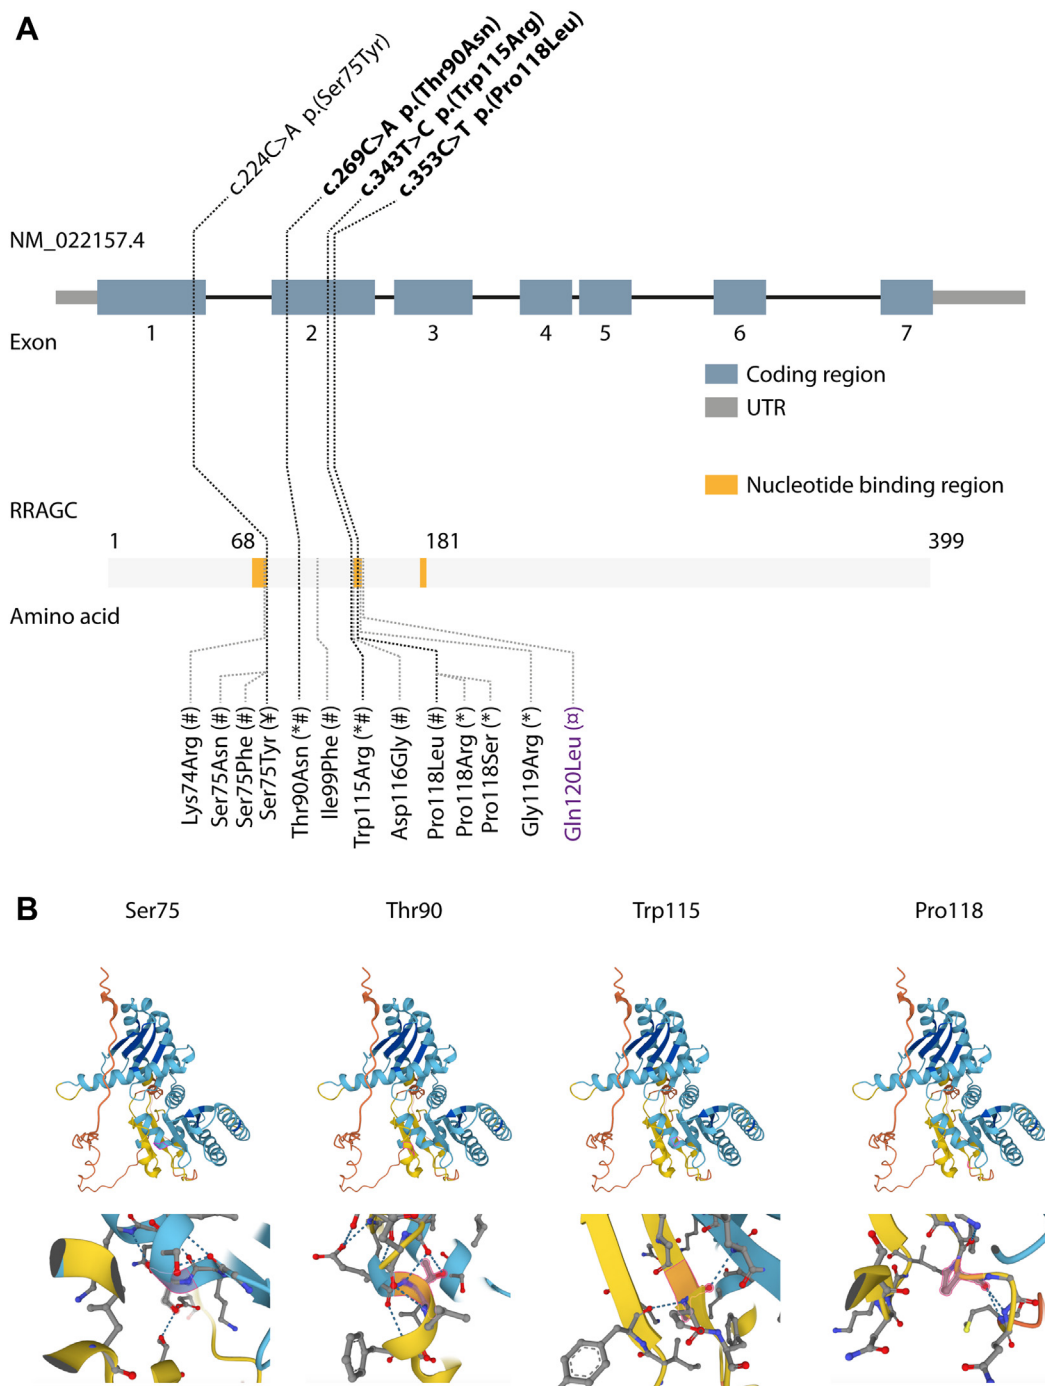 A
c.224C>A p.(Ser75Tyr)
c.269C>A p.(Thr90Asn)
c.343T>C p.(Trp115Arg)
c.353C>T p.(Pro118Leu)
NM_022157.4
1 2 3 4 5 6 7
Exon
Coding region
UTR
Nucleotide binding region
RRAGC
1 68 181 399
Amino acid
Lys74Arg (#)
Ser75Asn (#)
Ser75Phe (#)
Ser75Tyr (¥)
Thr90Asn (*#)
Ile99Phe (#)
Trp115Arg (*#)
Asp116Gly (#)
Pro118Leu (#)
Pro118Arg (*)
Pro118Ser (*)
Gly119Arg (*)
Gln120Leu (¤)
B
Ser75 Thr90 Trp115 Pro118